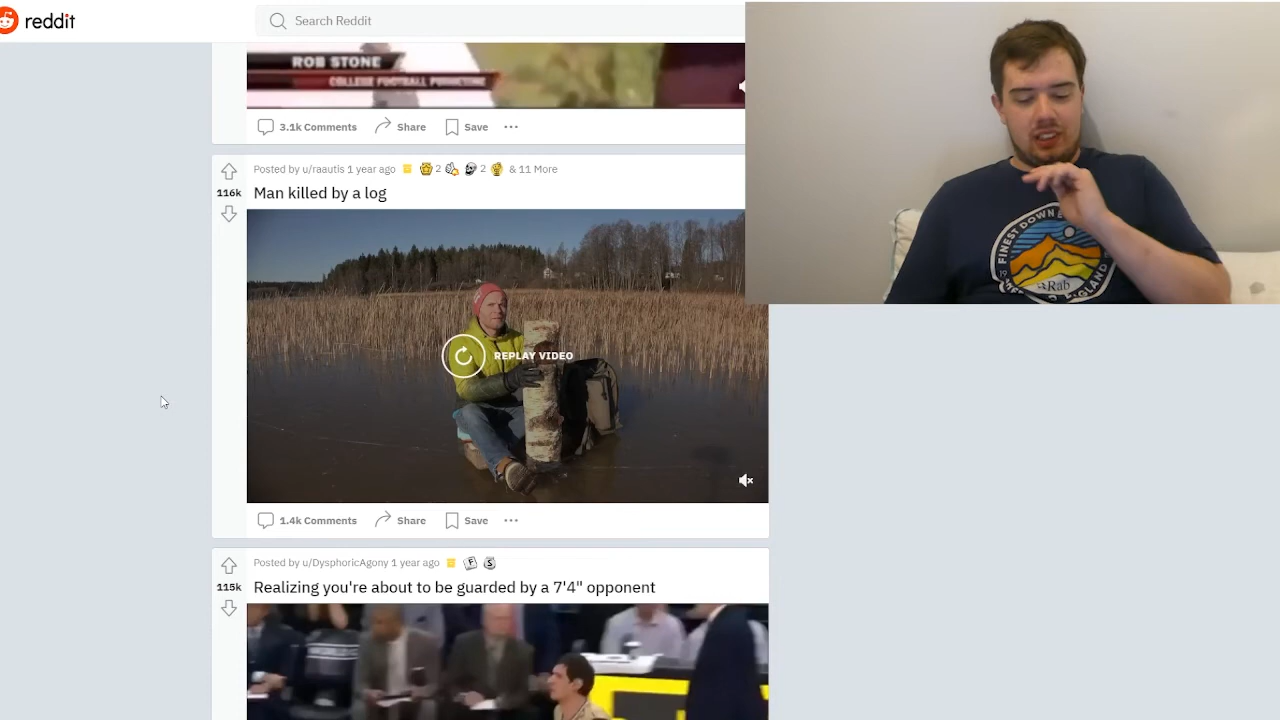 reddit
Search Reddit
ROB STONE
3.1k Comments Share Save
Posted by u/raautis 1 year ago 2 2 & 11 More
116k
Man killed by a log
REPLAY VIDEO
1.4k Comments Share Save
Posted by u/DysphoricAgony 1 year ago
115k
Realizing you're about to be guarded by a 7'4" opponent
FINEST DOWN
19
Rab
ENGLAND